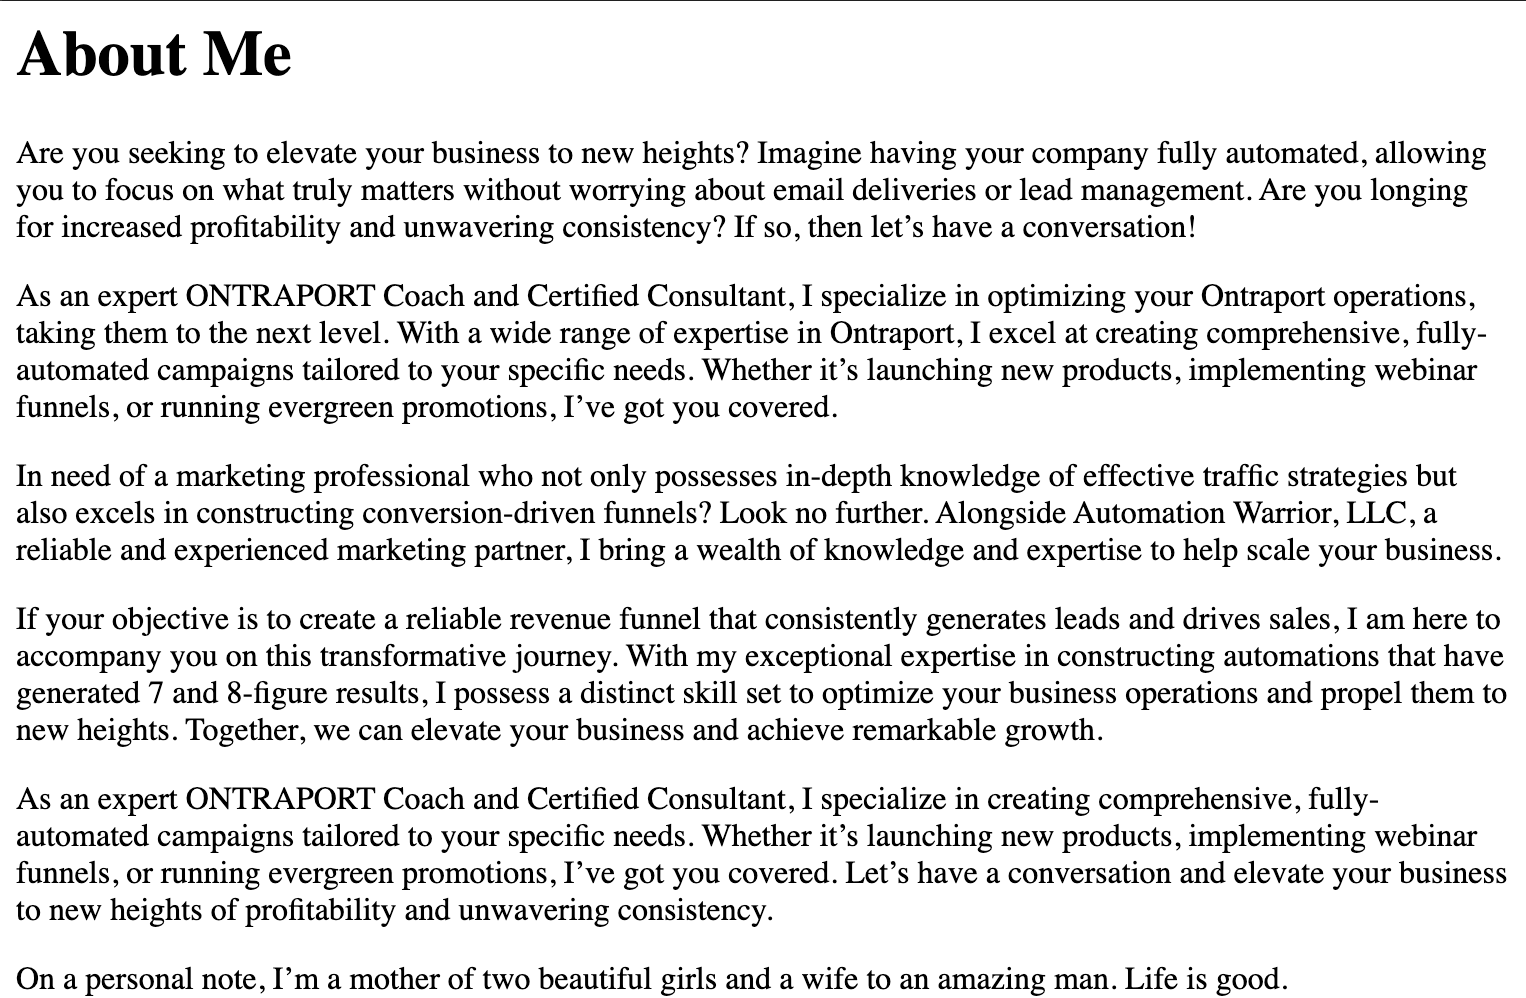 About Me
Are you seeking to elevate your business to new heights? Imagine having your company fully automated, allowing
you to focus on what truly matters without worrying about email deliveries or lead management. Are you longing
for increased profitability and unwavering consistency? If so, then let’s have a conversation!
As an expert ONTRAPORT Coach and Certified Consultant, I specialize in optimizing your Ontraport operations,
taking them to the next level. With a wide range of expertise in Ontraport, I excel at creating comprehensive, fully-
automated campaigns tailored to your specific needs. Whether it’s launching new products, implementing webinar
funnels, or running evergreen promotions, I’ve got you covered.
In need of a marketing professional who not only possesses in-depth knowledge of effective traffic strategies but
also excels in constructing conversion-driven funnels? Look no further. Alongside Automation Warrior, LLC, a
reliable and experienced marketing partner, I bring a wealth of knowledge and expertise to help scale your business.
If your objective is to create a reliable revenue funnel that consistently generates leads and drives sales, I am here to
accompany you on this transformative journey. With my exceptional expertise in constructing automations that have
generated 7 and 8-figure results, I possess a distinct skill set to optimize your business operations and propel them to
new heights. Together, we can elevate your business and achieve remarkable growth.
As an expert ONTRAPORT Coach and Certified Consultant, I specialize in creating comprehensive, fully-
automated campaigns tailored to your specific needs. Whether it’s launching new products, implementing webinar
funnels, or running evergreen promotions, I’ve got you covered. Let’s have a conversation and elevate your business
to new heights of profitability and unwavering consistency.
On a personal note, I’m a mother of two beautiful girls and a wife to an amazing man. Life is good.